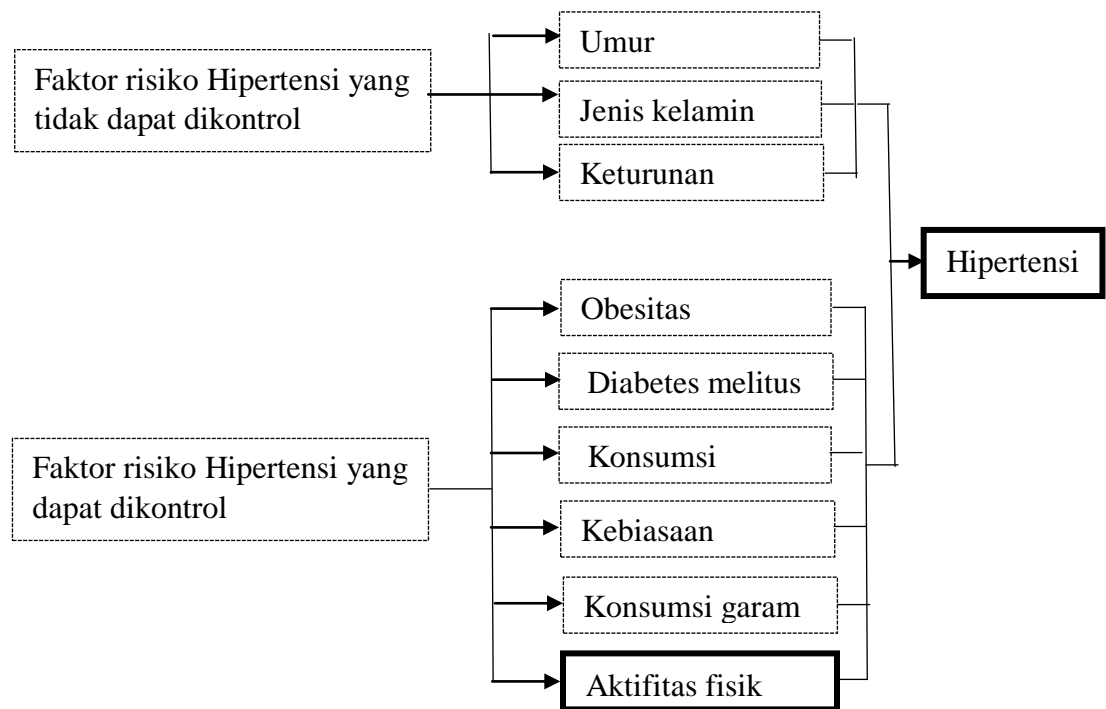 Faktor risiko Hipertensi yang
tidak dapat dikontrol
Umur
Jenis kelamin
Keturunan
Hipertensi
Faktor risiko Hipertensi yang
dapat dikontrol
Obesitas
Diabetes melitus
Konsumsi
Kebiasaan
Konsumsi garam
Aktifitas fisik